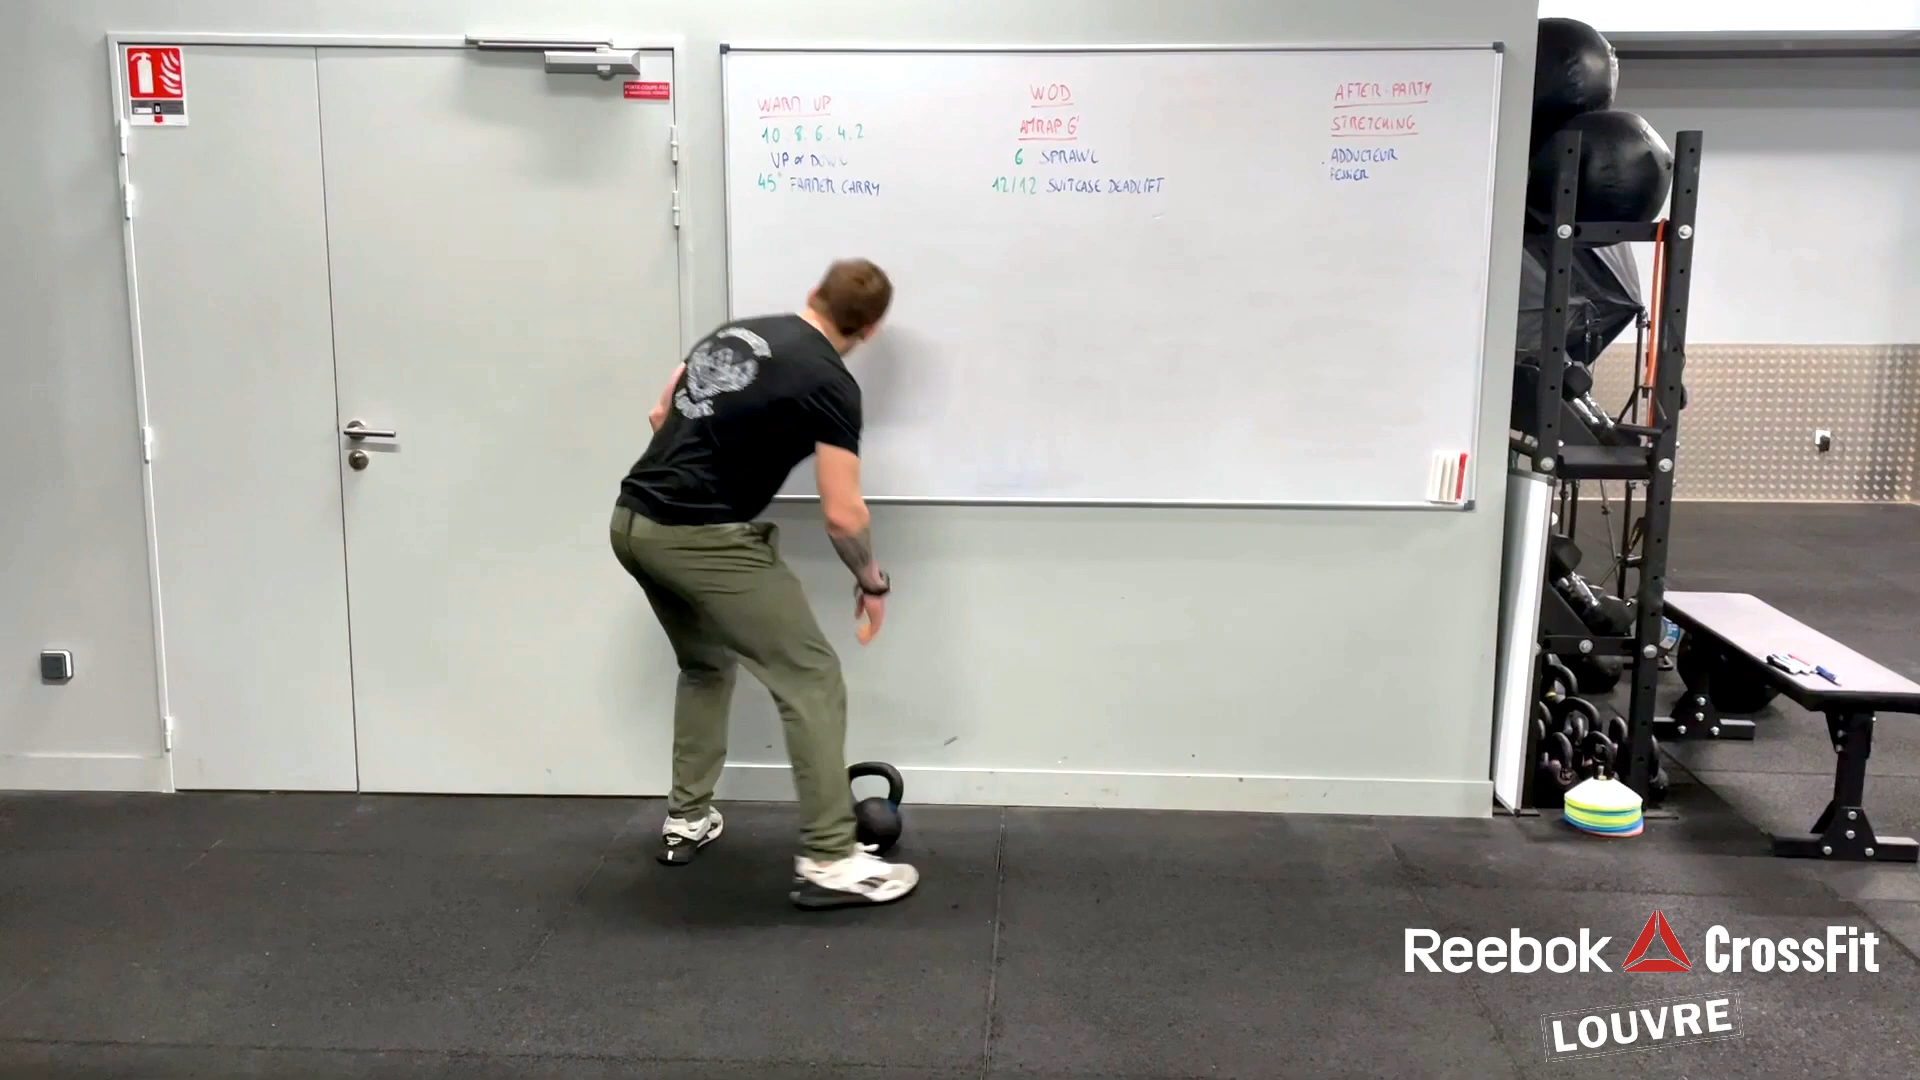 WARM UP
10. 8. 6. 4. 2
UP or DOWN
45" FARMER CARRY
WOD
AMRAP 6'
6 SPRAWL
12/12 SUITCASE DEADLIFT
AFTER-PARTY
STRETCHING
. ADDUCTEUR
FESSIER
Reebok CrossFit
LOUVRE